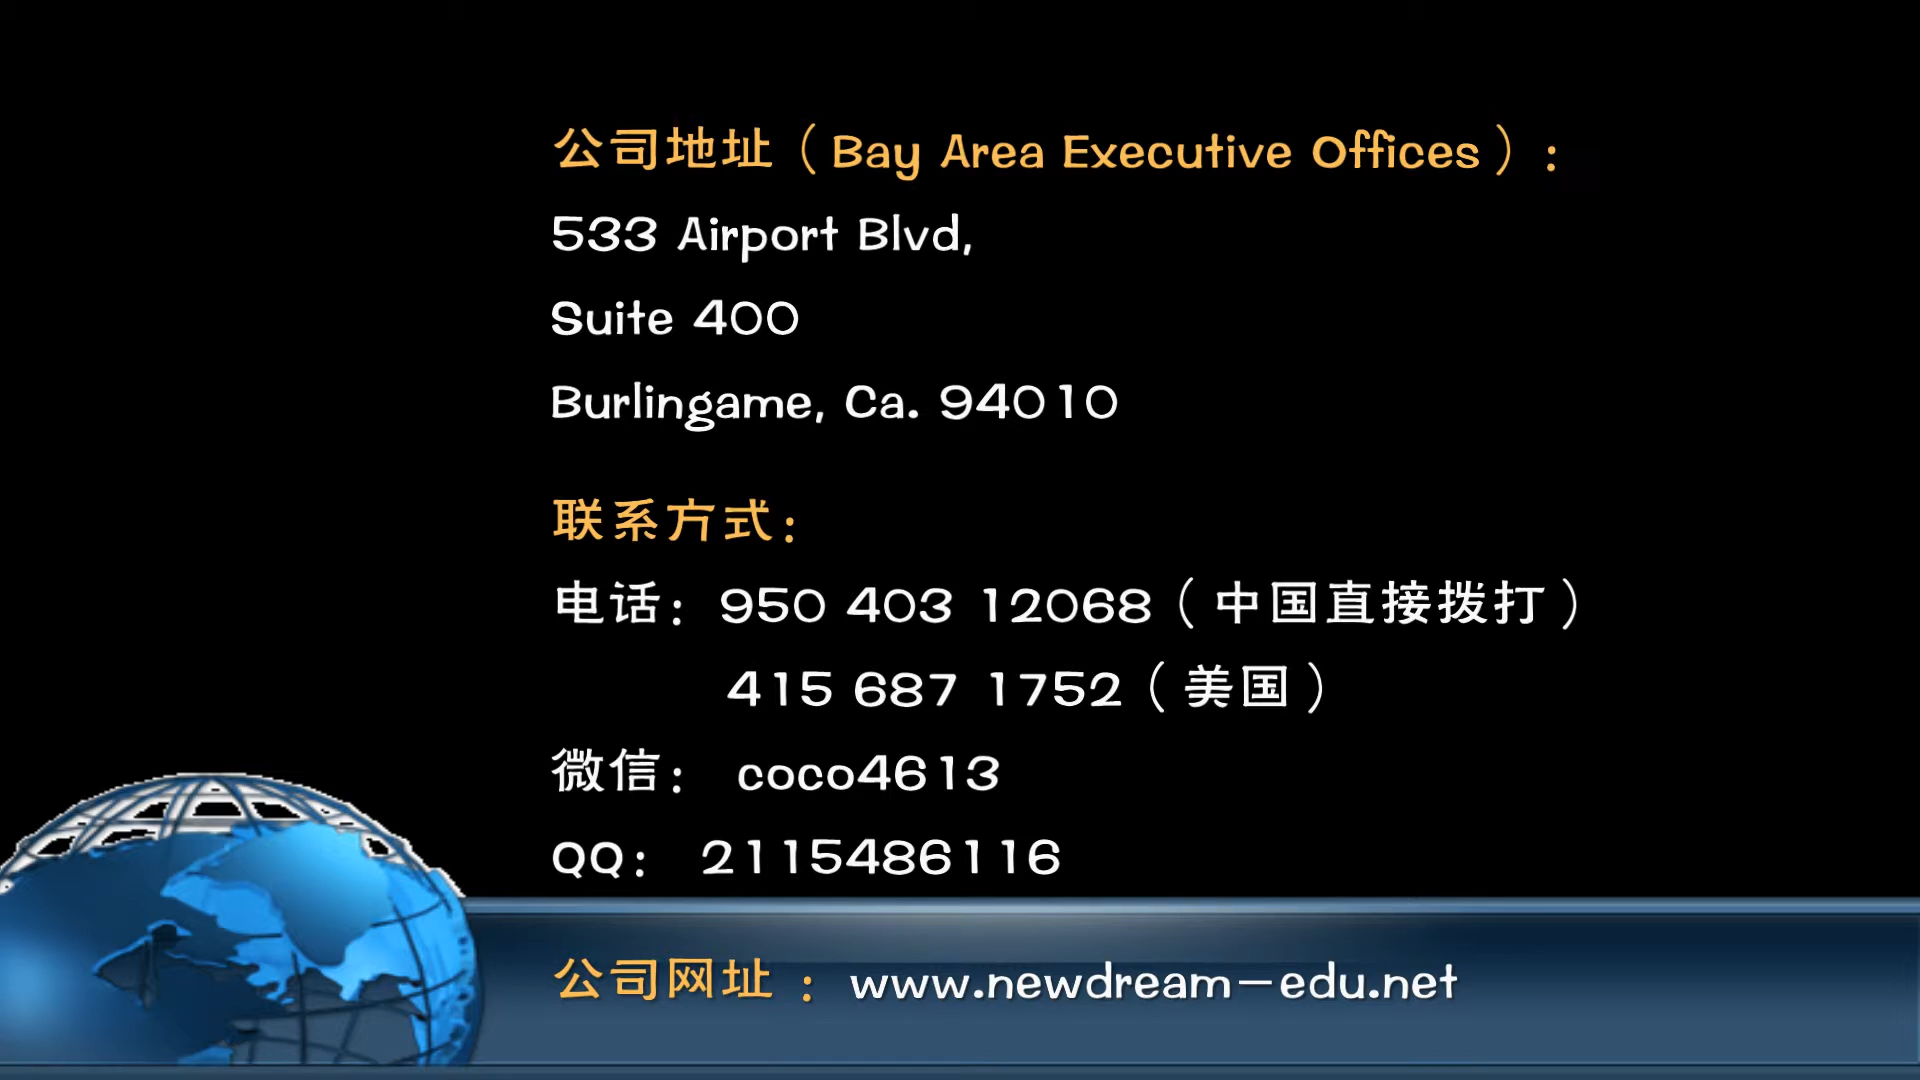 公司地址（Bay Area Executive Offices）:
533 Airport Blvd,
Suite 400
Burlingame, Ca. 94010
联系方式:
电话: 950 403 12068（中国直接拨打）
415 687 1752（美国）
微信: coco4613
QQ: 2115486116
公司网址 : www.newdream-edu.net